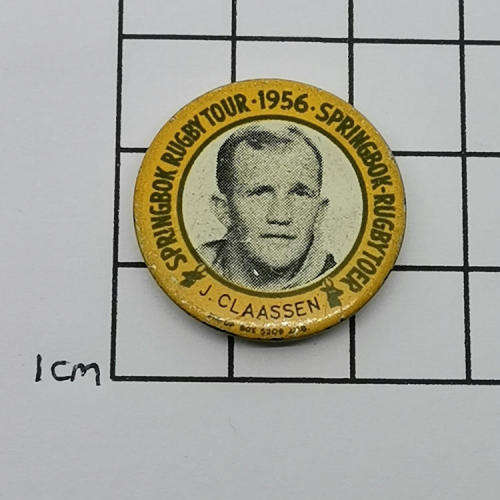 SPRINGBOK RUGBY TOUR · 1956 · SPRINGBOK-RUGBYTOER
J. CLAASSEN
1cm